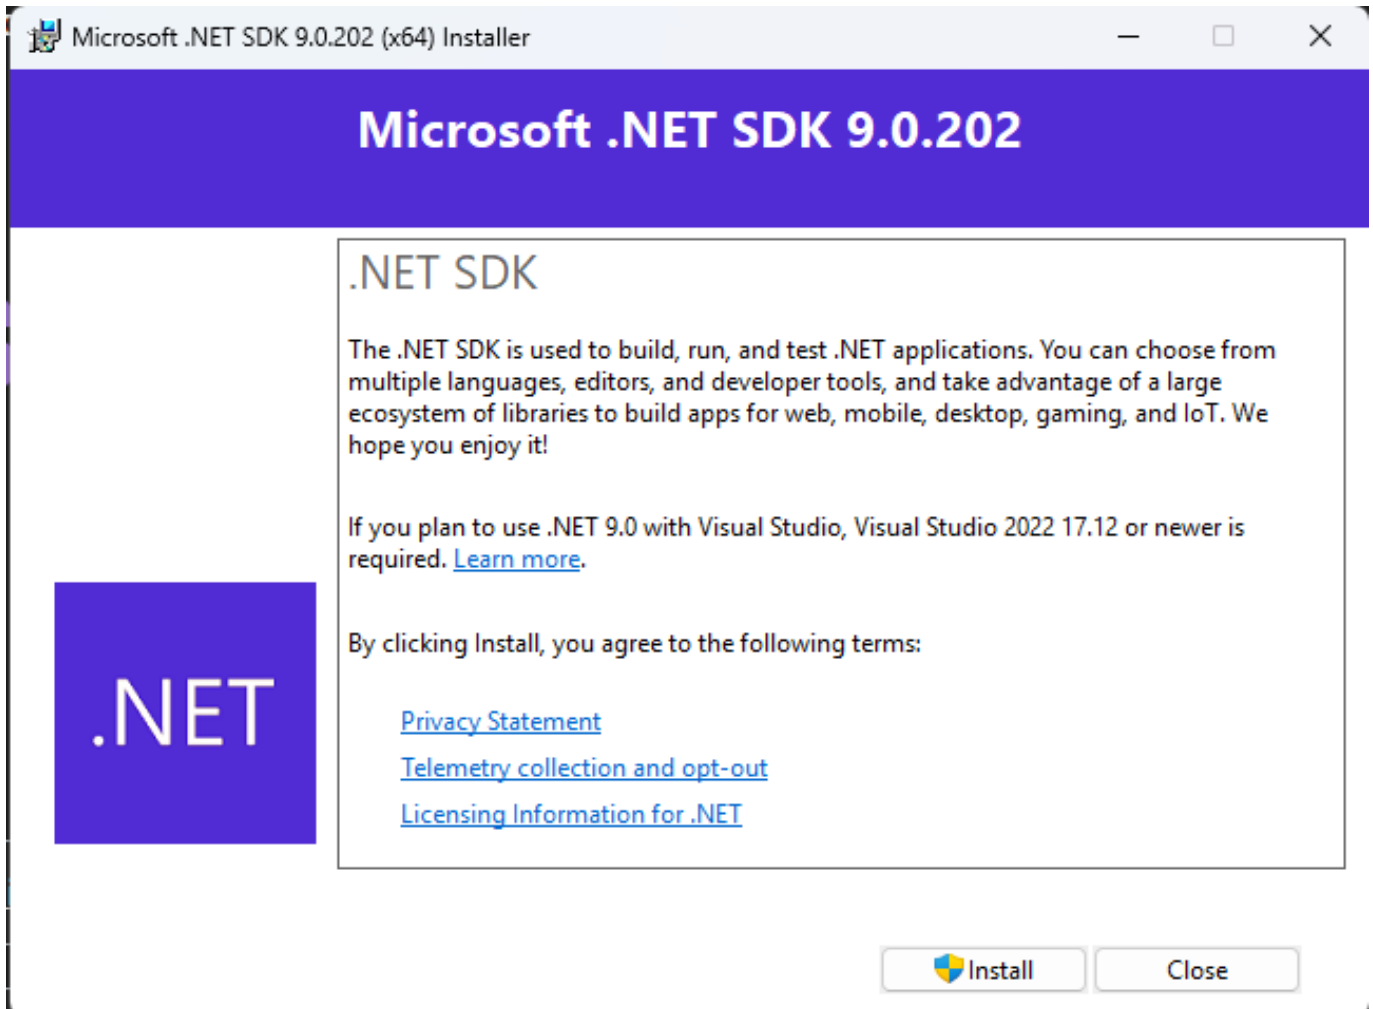 Microsoft .NET SDK 9.0.202 (x64) Installer
Microsoft .NET SDK 9.0.202
.NET SDK
The .NET SDK is used to build, run, and test .NET applications. You can choose from
multiple languages, editors, and developer tools, and take advantage of a large
ecosystem of libraries to build apps for web, mobile, desktop, gaming, and IoT. We
hope you enjoy it!
If you plan to use .NET 9.0 with Visual Studio, Visual Studio 2022 17.12 or newer is
required. Learn more.
By clicking Install, you agree to the following terms:
Privacy Statement
Telemetry collection and opt-out
Licensing Information for .NET
.NET
Install
Close